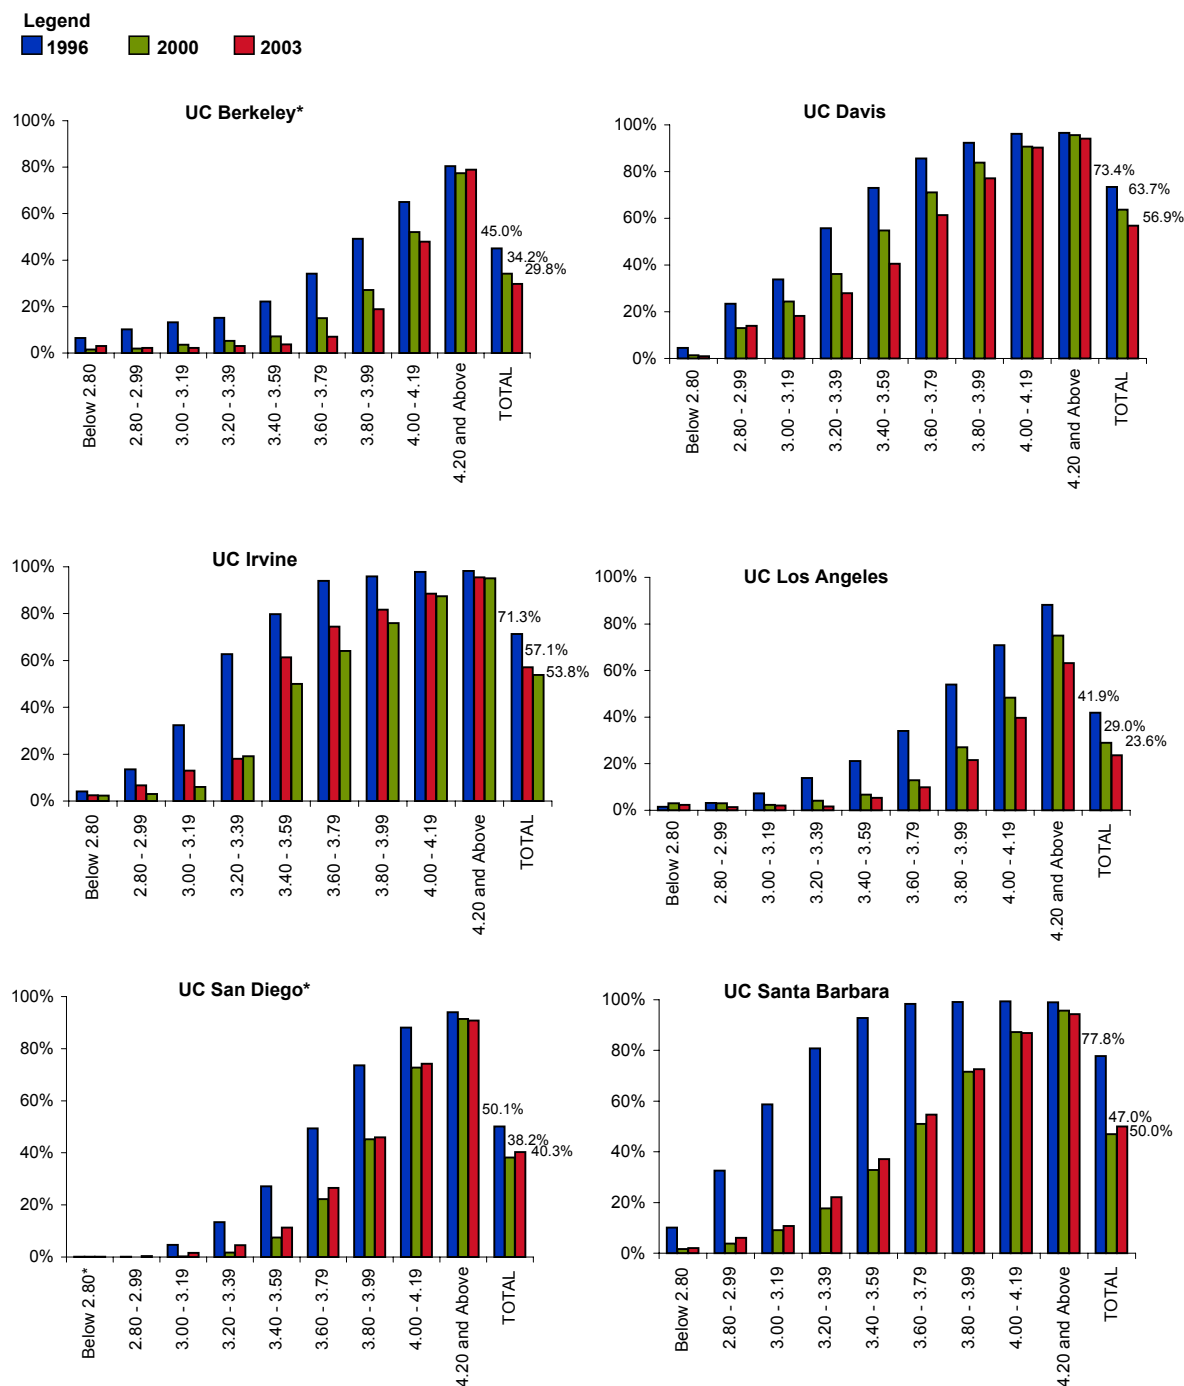 Legend
1996 2000 2003
UC Berkeley*
100%
80%
60%
40%
20%
0%
45.0%
34.2%
29.8%
Below 2.80
2.80 - 2.99
3.00 - 3.19
3.20 - 3.39
3.40 - 3.59
3.60 - 3.79
3.80 - 3.99
4.00 - 4.19
4.20 and Above
TOTAL
UC Davis
100%
80%
60%
40%
20%
0%
73.4%
63.7%
56.9%
Below 2.80
2.80 - 2.99
3.00 - 3.19
3.20 - 3.39
3.40 - 3.59
3.60 - 3.79
3.80 - 3.99
4.00 - 4.19
4.20 and Above
TOTAL
UC Irvine
100%
80%
60%
40%
20%
0%
71.3%
57.1%
53.8%
Below 2.80
2.80 - 2.99
3.00 - 3.19
3.20 - 3.39
3.40 - 3.59
3.60 - 3.79
3.80 - 3.99
4.00 - 4.19
4.20 and Above
TOTAL
UC Los Angeles
100%
80%
60%
40%
20%
0%
41.9%
29.0%
23.6%
Below 2.80
2.80 - 2.99
3.00 - 3.19
3.20 - 3.39
3.40 - 3.59
3.60 - 3.79
3.80 - 3.99
4.00 - 4.19
4.20 and Above
TOTAL
UC San Diego*
100%
80%
60%
40%
20%
0%
50.1%
38.2%
40.3%
Below 2.80*
2.80 - 2.99
3.00 - 3.19
3.20 - 3.39
3.40 - 3.59
3.60 - 3.79
3.80 - 3.99
4.00 - 4.19
4.20 and Above
TOTAL
UC Santa Barbara
100%
80%
60%
40%
20%
0%
77.8%
47.0%
50.0%
Below 2.80
2.80 - 2.99
3.00 - 3.19
3.20 - 3.39
3.40 - 3.59
3.60 - 3.79
3.80 - 3.99
4.00 - 4.19
4.20 and Above
TOTAL